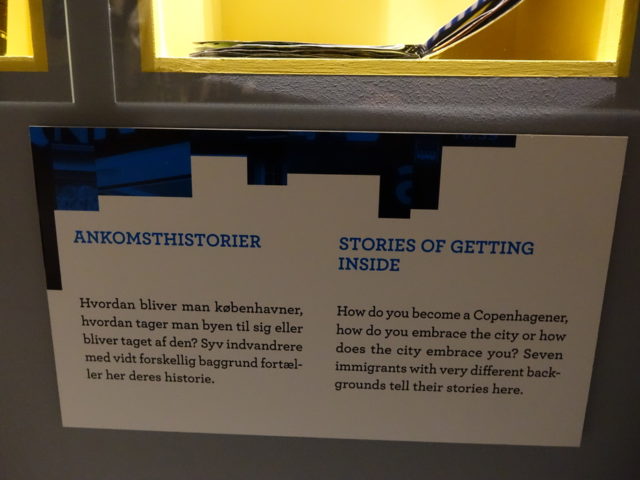 ANKOMSTHISTORIER
Hvordan bliver man københavner,
hvordan tager man byen til sig eller
bliver taget af den? Syv indvandrere
med vidt forskellig baggrund fortæl-
ler her deres historie.
STORIES OF GETTING
INSIDE
How do you become a Copenhagener,
how do you embrace the city or how
does the city embrace you? Seven
immigrants with very different back-
grounds tell their stories here.